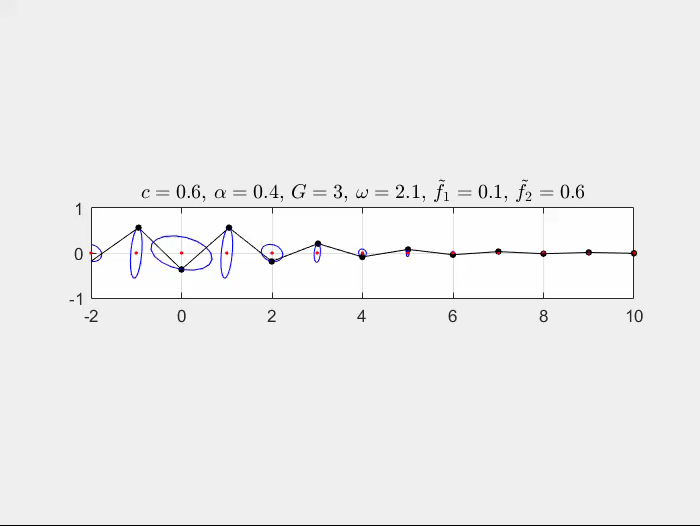 c = 0.6, α = 0.4, G = 3, ω = 2.1, f̃₁ = 0.1, f̃₂ = 0.6
1
0
-1
-2 0 2 4 6 8 10